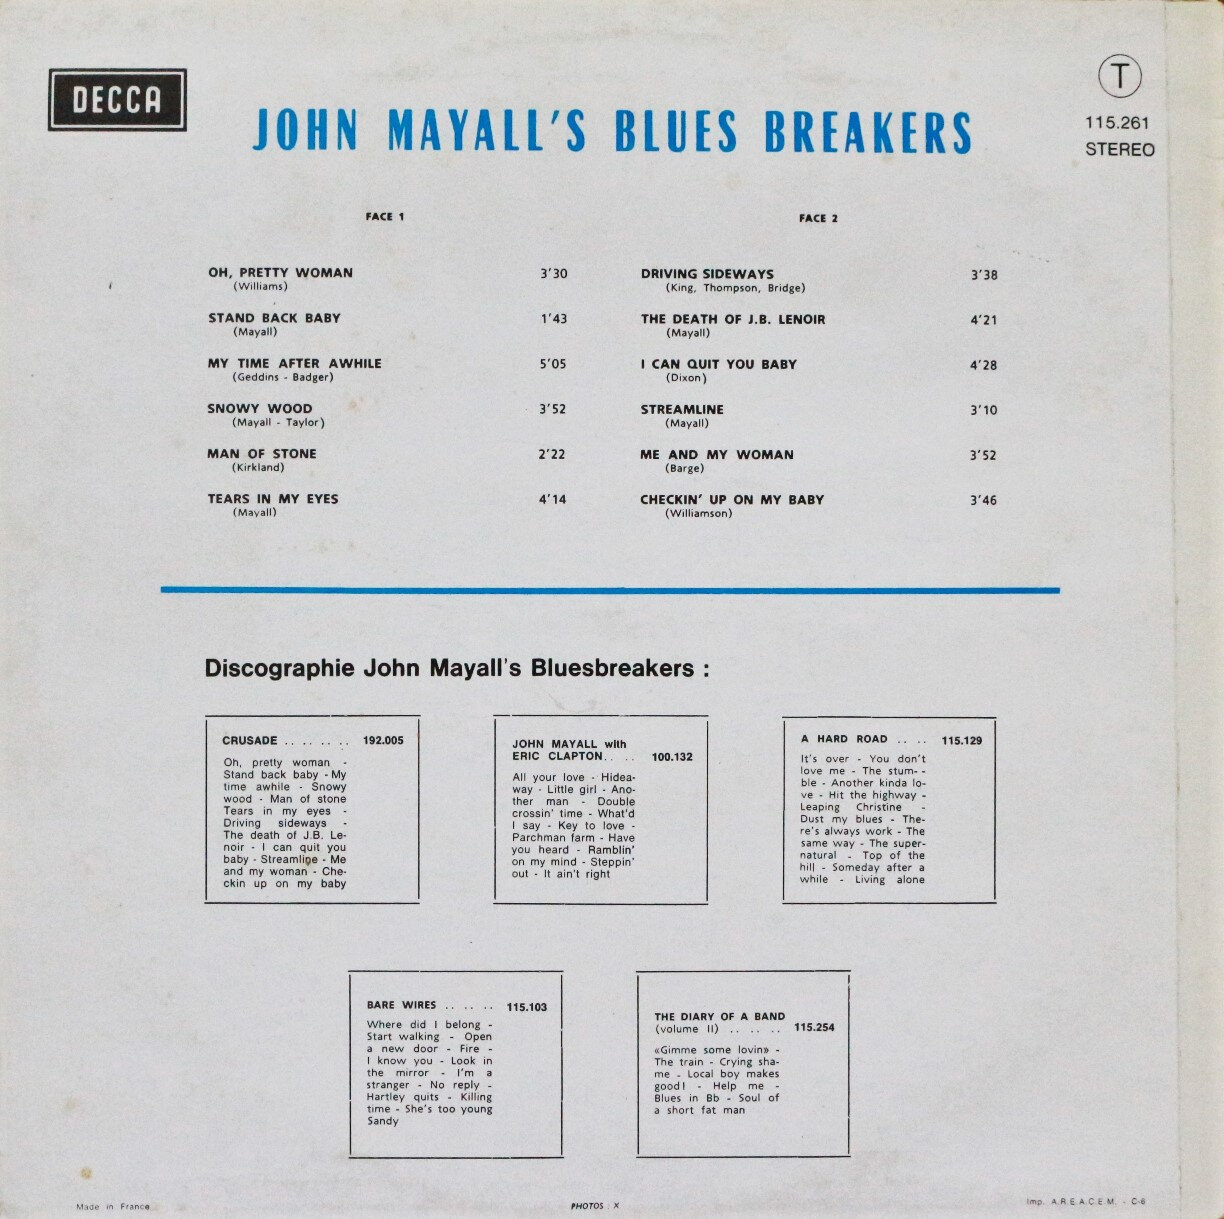 DECCA
T
115.261
STEREO
JOHN MAYALL'S BLUES BREAKERS
FACE 1
OH, PRETTY WOMAN 3'30
(Williams)
STAND BACK BABY 1'43
(Mayall)
MY TIME AFTER AWHILE 5'05
(Geddins - Badger)
SNOWY WOOD 3'52
(Mayall - Taylor)
MAN OF STONE 2'22
(Kirkland)
TEARS IN MY EYES 4'14
(Mayall)
FACE 2
DRIVING SIDEWAYS 3'38
(King, Thompson, Bridge)
THE DEATH OF J.B. LENOIR 4'21
(Mayall)
I CAN QUIT YOU BABY 4'28
(Dixon)
STREAMLINE 3'10
(Mayall)
ME AND MY WOMAN 3'52
(Barge)
CHECKIN' UP ON MY BABY 3'46
(Williamson)
Discographie John Mayall's Bluesbreakers :
CRUSADE .. .. .. .. 192.005
Oh, pretty woman -
Stand back baby - My
time awhile - Snowy
wood - Man of stone
Tears in my eyes -
Driving sideways -
The death of J.B. Le-
noir - I can quit you
baby - Streamline - Me
and my woman - Che-
ckin up on my baby
JOHN MAYALL with
ERIC CLAPTON.. .. 100.132
All your love - Hidea-
way - Little girl - Ano-
ther man - Double
crossin' time - What'd
I say - Key to love -
Parchman farm - Have
you heard - Ramblin'
on my mind - Steppin'
out - It ain't right
A HARD ROAD .. .. 115.129
It's over - You don't
love me - The stum- -
ble - Another kinda lo-
ve - Hit the highway -
Leaping Christine -
Dust my blues - The-
re's always work - The
same way - The super-
natural - Top of the
hill - Someday after a
while - Living alone
BARE WIRES .. .. .. 115.103
Where did I belong -
Start walking - Open
a new door - Fire -
I know you - Look in
the mirror - I'm a
stranger - No reply -
Hartley quits - Killing
time - She's too young
Sandy
THE DIARY OF A BAND
(volume II) .. .. .. 115.254
«Gimme some lovin» -
The train - Crying sha-
me - Local boy makes
good! - Help me -
Blues in Bb - Soul of
a short fat man
Made in France
PHOTOS : X
Imp. A.R.E.A.C.E.M. - C-6